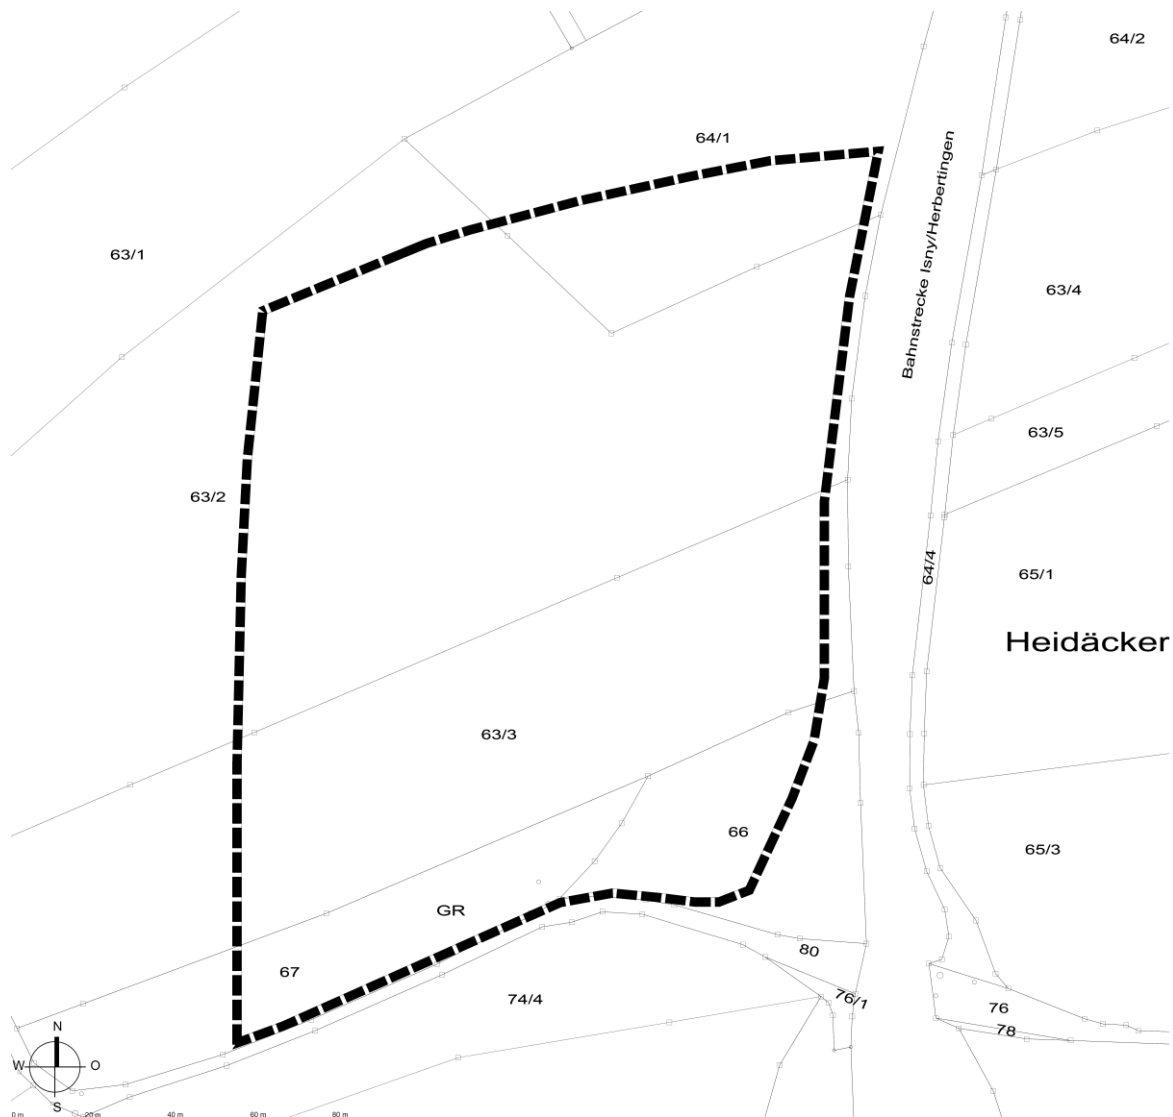 64/2
64/1
Bahnstrecke Isny/Herbertingen
63/1
63/4
63/5
63/2
64/4
65/1
Heidäcker
63/3
66
65/3
GR
80
67
74/4
76/1
76
78
N
W
O
S
0 m
20 m
40 m
60 m
80 m